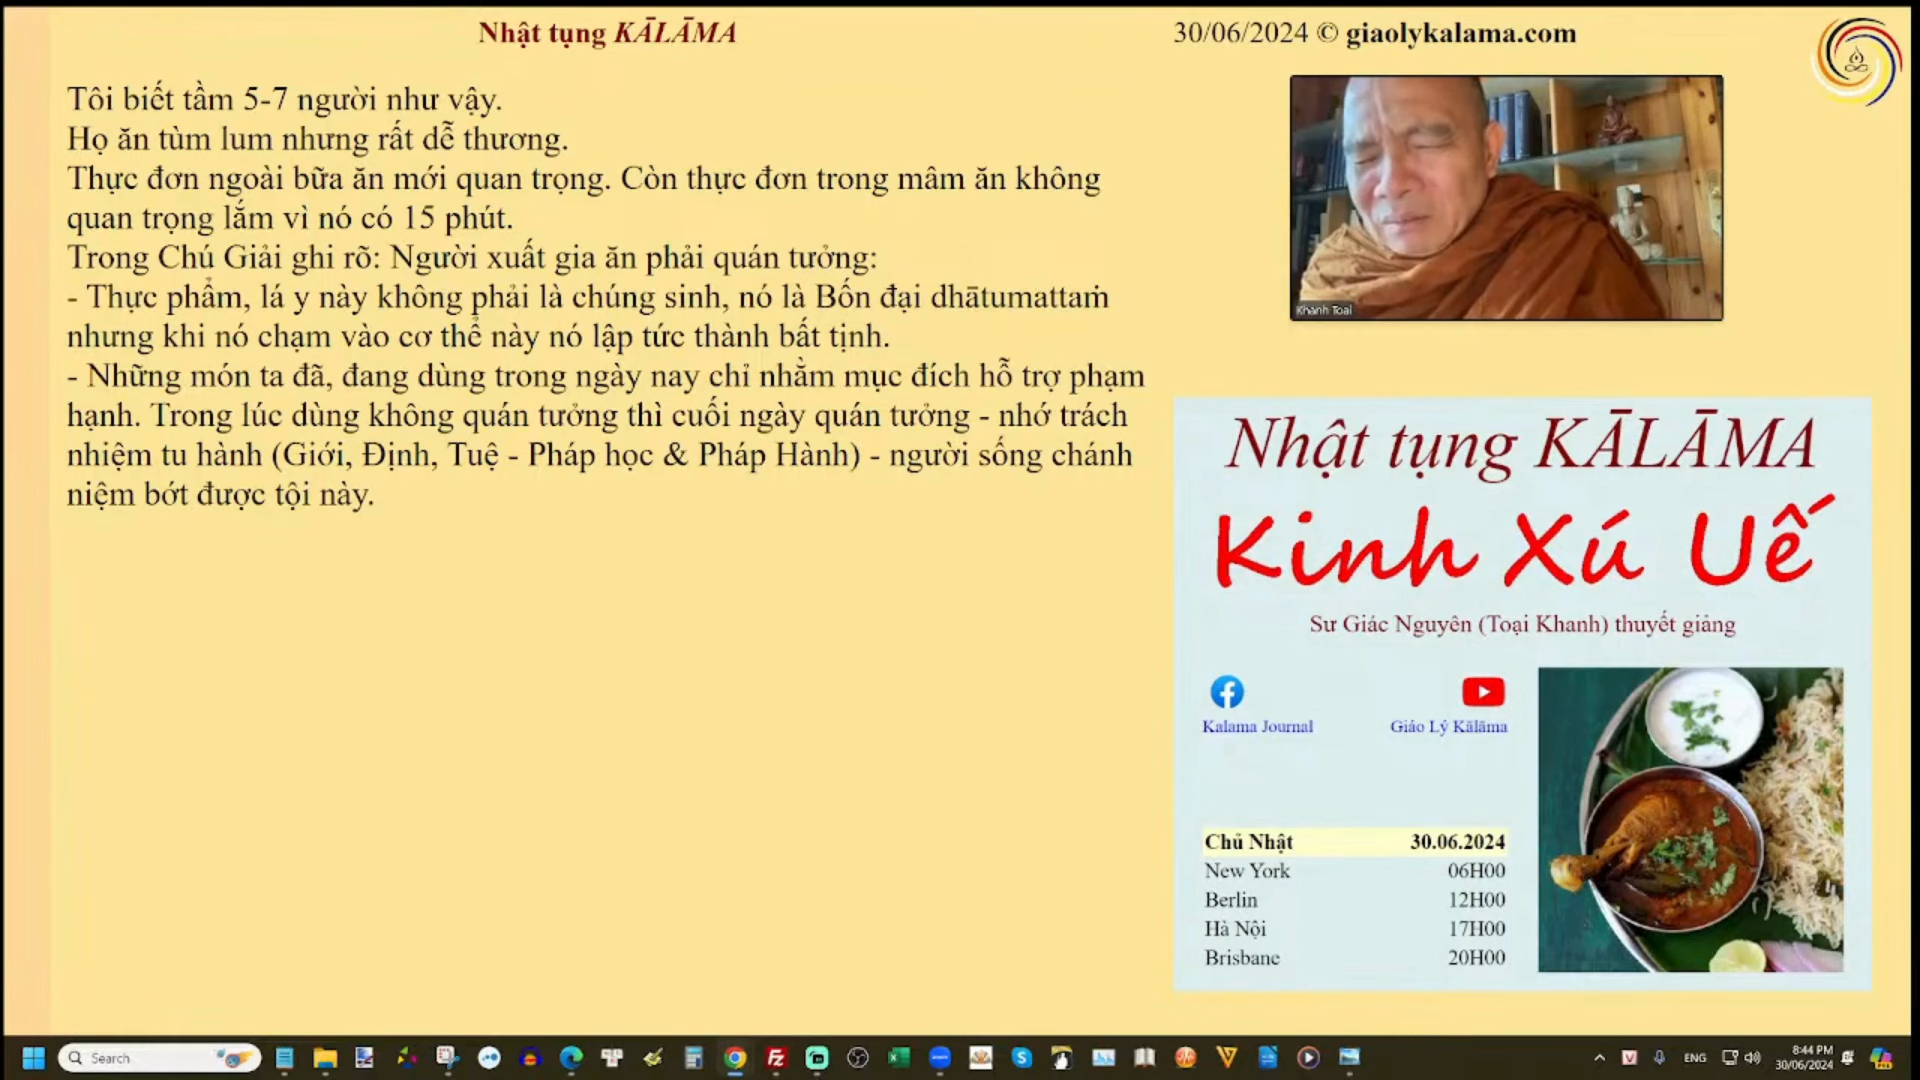 Nhật tụng KĀLĀMA
30/06/2024 © giaolykalama.com
Tôi biết tầm 5-7 người như vậy.
Họ ăn tùm lum nhưng rất dễ thương.
Thực đơn ngoài bữa ăn mới quan trọng. Còn thực đơn trong mâm ăn không
quan trọng lắm vì nó có 15 phút.
Trong Chú Giải ghi rõ: Người xuất gia ăn phải quán tưởng:
- Thực phẩm, lá y này không phải là chúng sinh, nó là Bốn đại dhātumattaṁ
nhưng khi nó chạm vào cơ thể này nó lập tức thành bất tịnh.
- Những món ta đã, đang dùng trong ngày nay chỉ nhằm mục đích hỗ trợ phạm
hạnh. Trong lúc dùng không quán tưởng thì cuối ngày quán tưởng - nhớ trách
nhiệm tu hành (Giới, Định, Tuệ - Pháp học & Pháp Hành) - người sống chánh
niệm bớt được tội này.
Khanh Toai
Nhật tụng KĀLĀMA
Kinh Xú Uế
Sư Giác Nguyên (Toại Khanh) thuyết giảng
Kalama Journal
Giáo Lý Kālāma
Chủ Nhật 30.06.2024
New York 06H00
Berlin 12H00
Hà Nội 17H00
Brisbane 20H00
Search
ENG
8:44 PM
30/06/2024